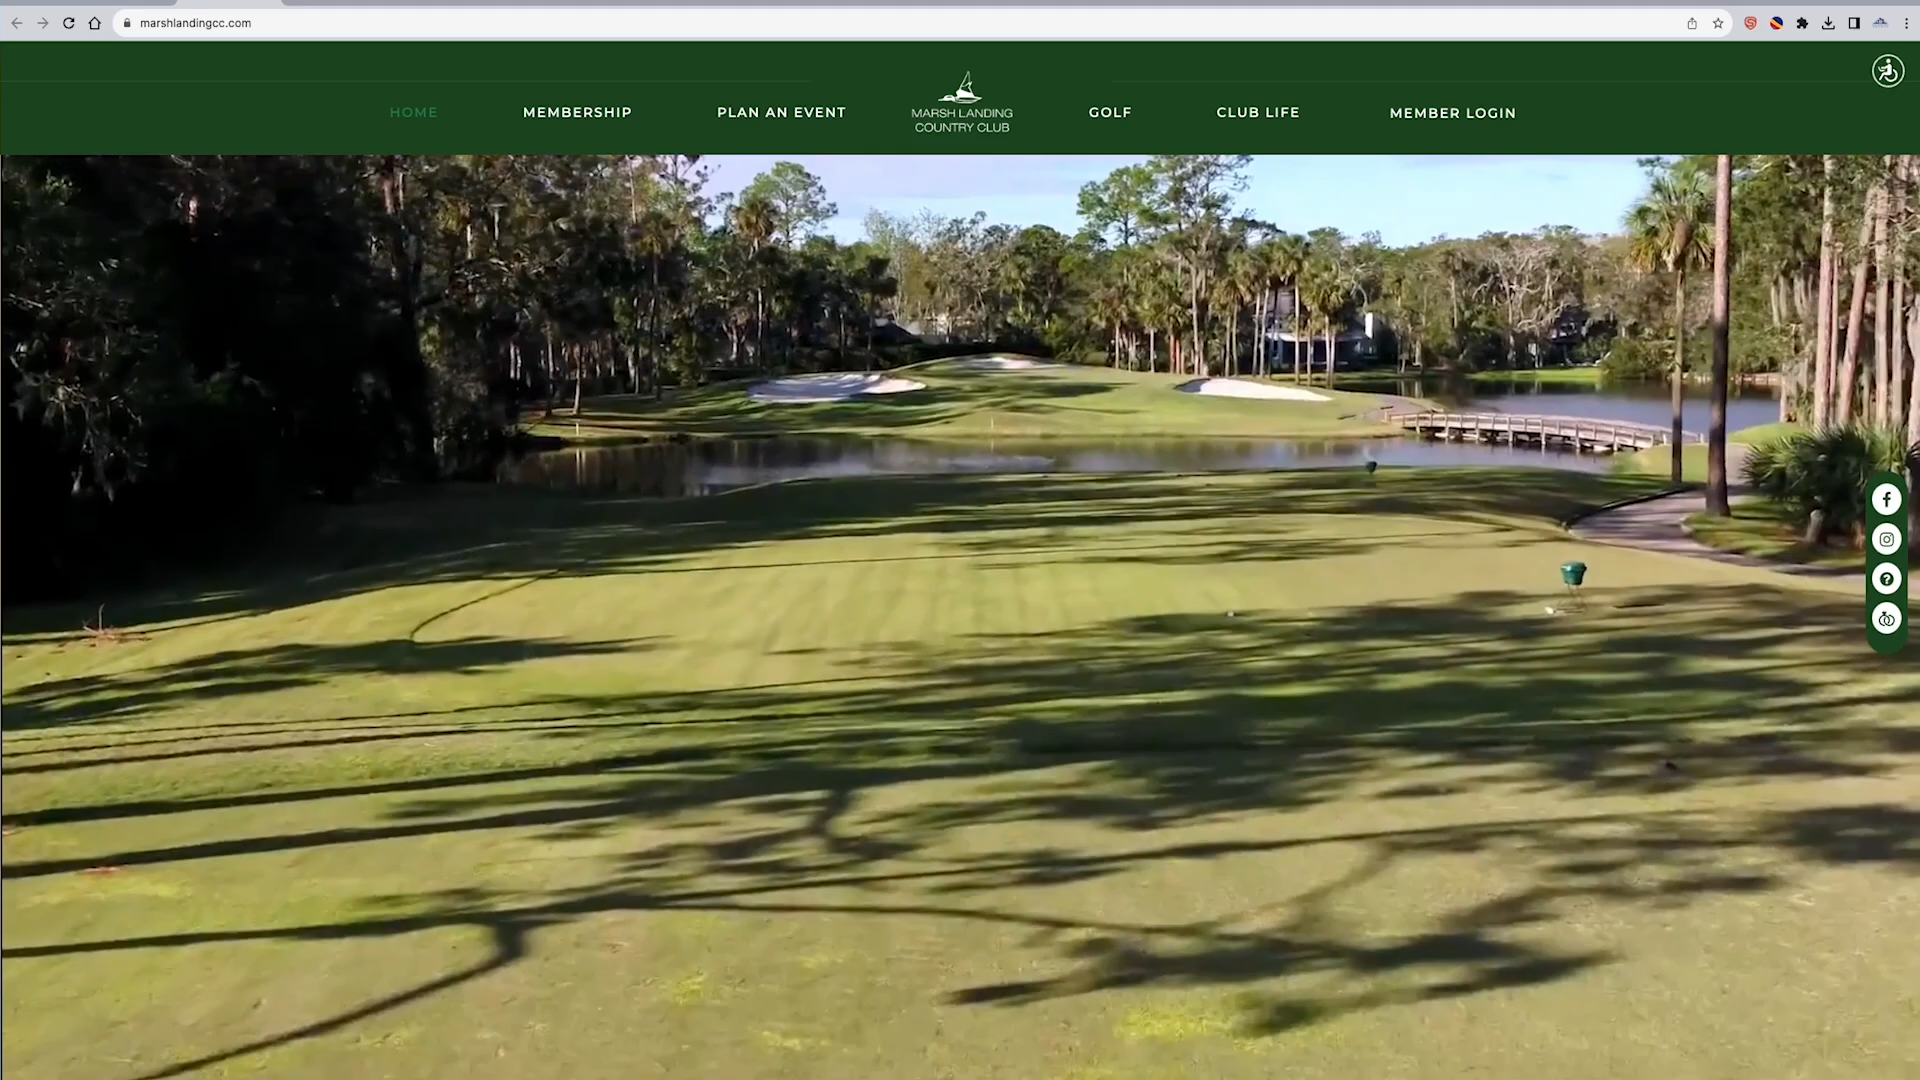 marshlandingcc.com
HOME
MEMBERSHIP
PLAN AN EVENT
MARSH LANDING
COUNTRY CLUB
GOLF
CLUB LIFE
MEMBER LOGIN